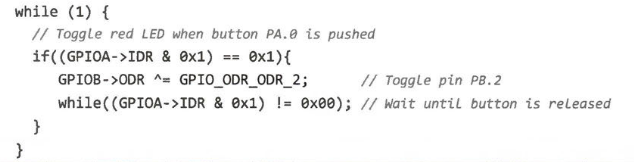 while (1) {
// Toggle red LED when button PA.0 is pushed
if((GPIOA->IDR & 0x1) == 0x1){
GPIOB->ODR ^= GPIO_ODR_ODR_2; // Toggle pin PB.2
while((GPIOA->IDR & 0x1) != 0x00); // Wait until button is released
}
}